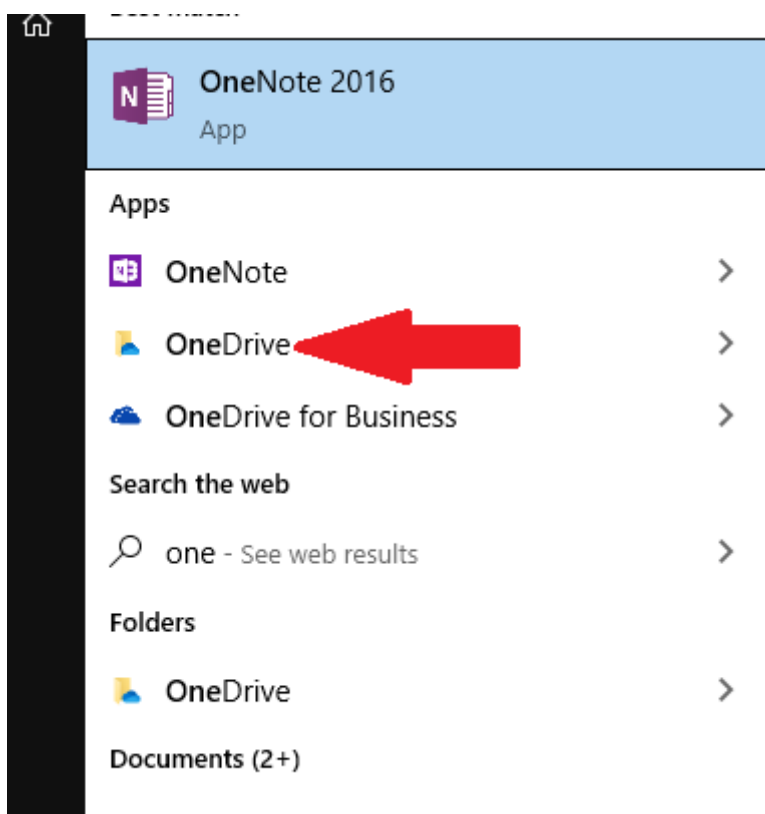 OneNote 2016
App
Apps
OneNote
OneDrive
OneDrive for Business
Search the web
one - See web results
Folders
OneDrive
Documents (2+)